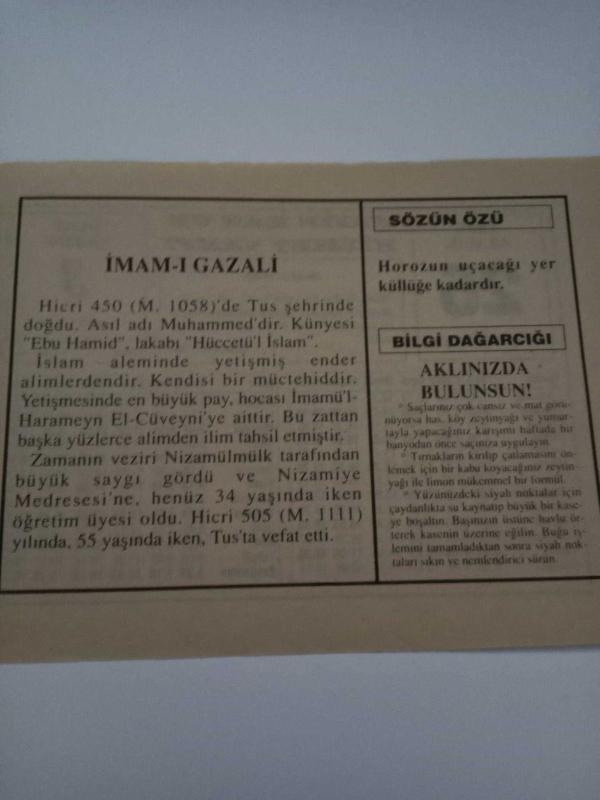 İMAM-I GAZALİ
Hicri 450 (M. 1058)'de Tus şehrinde
doğdu. Asıl adı Muhammed'dir. Künyesi
"Ebu Hamid", lakabı "Hüccetü'l İslam".
İslam aleminde yetişmiş ender
alimlerdendir. Kendisi bir müctehiddir.
Yetişmesinde en büyük pay, hocası İmamü'l-
Harameyn El-Cüveyni'ye aittir. Bu zattan
başka yüzlerce alimden ilim tahsil etmiştir.
Zamanın veziri Nizamülmülk tarafından
büyük saygı gördü ve Nizamiye
Medresesi'ne, henüz 34 yaşında iken
öğretim üyesi oldu. Hicri 505 (M. 1111)
yılında, 55 yaşında iken, Tus'ta vefat etti.
SÖZÜN ÖZÜ
Horozun uçacağı yer
küllüğe kadardır.
BİLGİ DAĞARCIĞI
AKLINIZDA
BULUNSUN!
* Saçlarınız çok cansız ve mat görü-
nüyorsa has, köy zeytinyağı ve yumur-
tayla yapacağınız karışımı haftada bir
banyodan önce saçınıza uygulayın.
* Tırnakların kırılıp çatlamasını ön-
lemek için bir kabu koyacağınız zeytin-
yağı ile limon mükemmel bir formül.
* Yüzünüzdeki siyah noktalar için
çaydanlıkta su kaynatıp büyük bir kase-
ye boşaltın. Başınızın üstüne havlu ör-
terek kasenin üzerine eğilin. Buğu iş-
lemini tamamladıktan sonra siyah nok-
taları sıkın ve nemlendirici sürün.